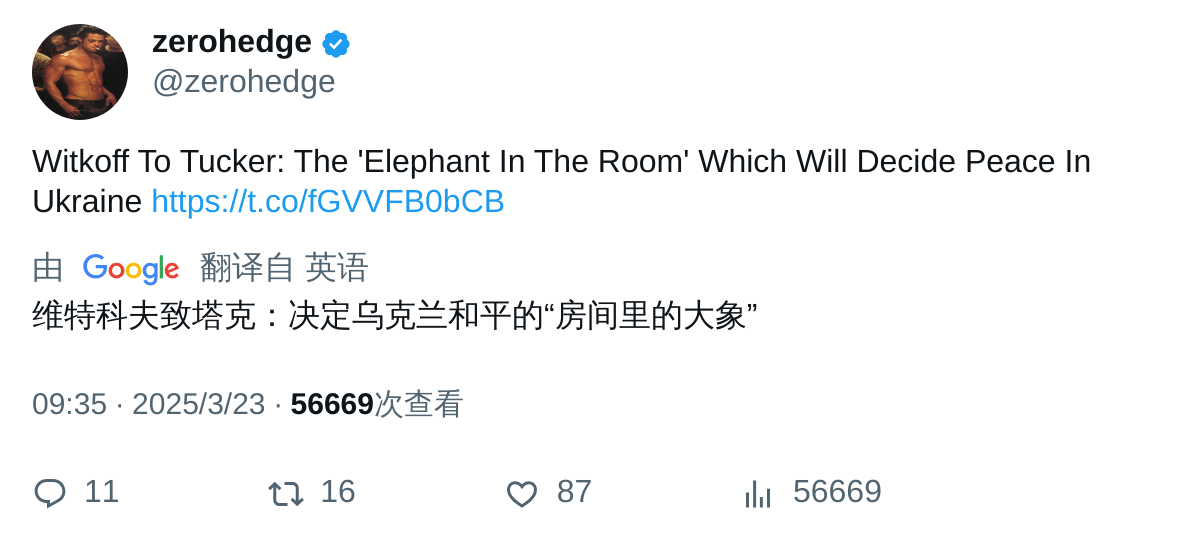 zerohedge
@zerohedge
Witkoff To Tucker: The 'Elephant In The Room' Which Will Decide Peace In
Ukraine https://t.co/fGVVFB0bCB
由 Google 翻译自 英语
维特科夫致塔克：决定乌克兰和平的“房间里的大象”
09:35 · 2025/3/23 · 56669次查看
11 16 87 56669